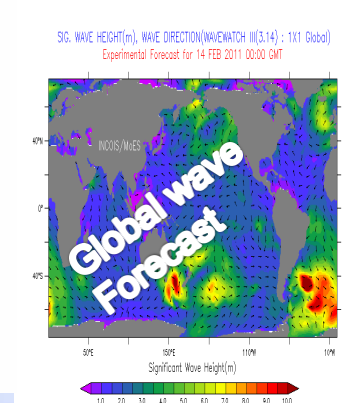 SIG. WAVE HEIGHT(m), WAVE DIRECTION(WAVEWATCH III(3.14) : 1X1 Global)
Experimental Forecast for 14 FEB 2011 00:00 GMT
40°N
INCOIS/MoES
Global wave
Forecast
0°
40°S
50°E 150°E 110°W 10°W
Significant Wave Height(m)
1.0 2.0 3.0 4.0 5.0 6.0 7.0 8.0 9.0 10.0